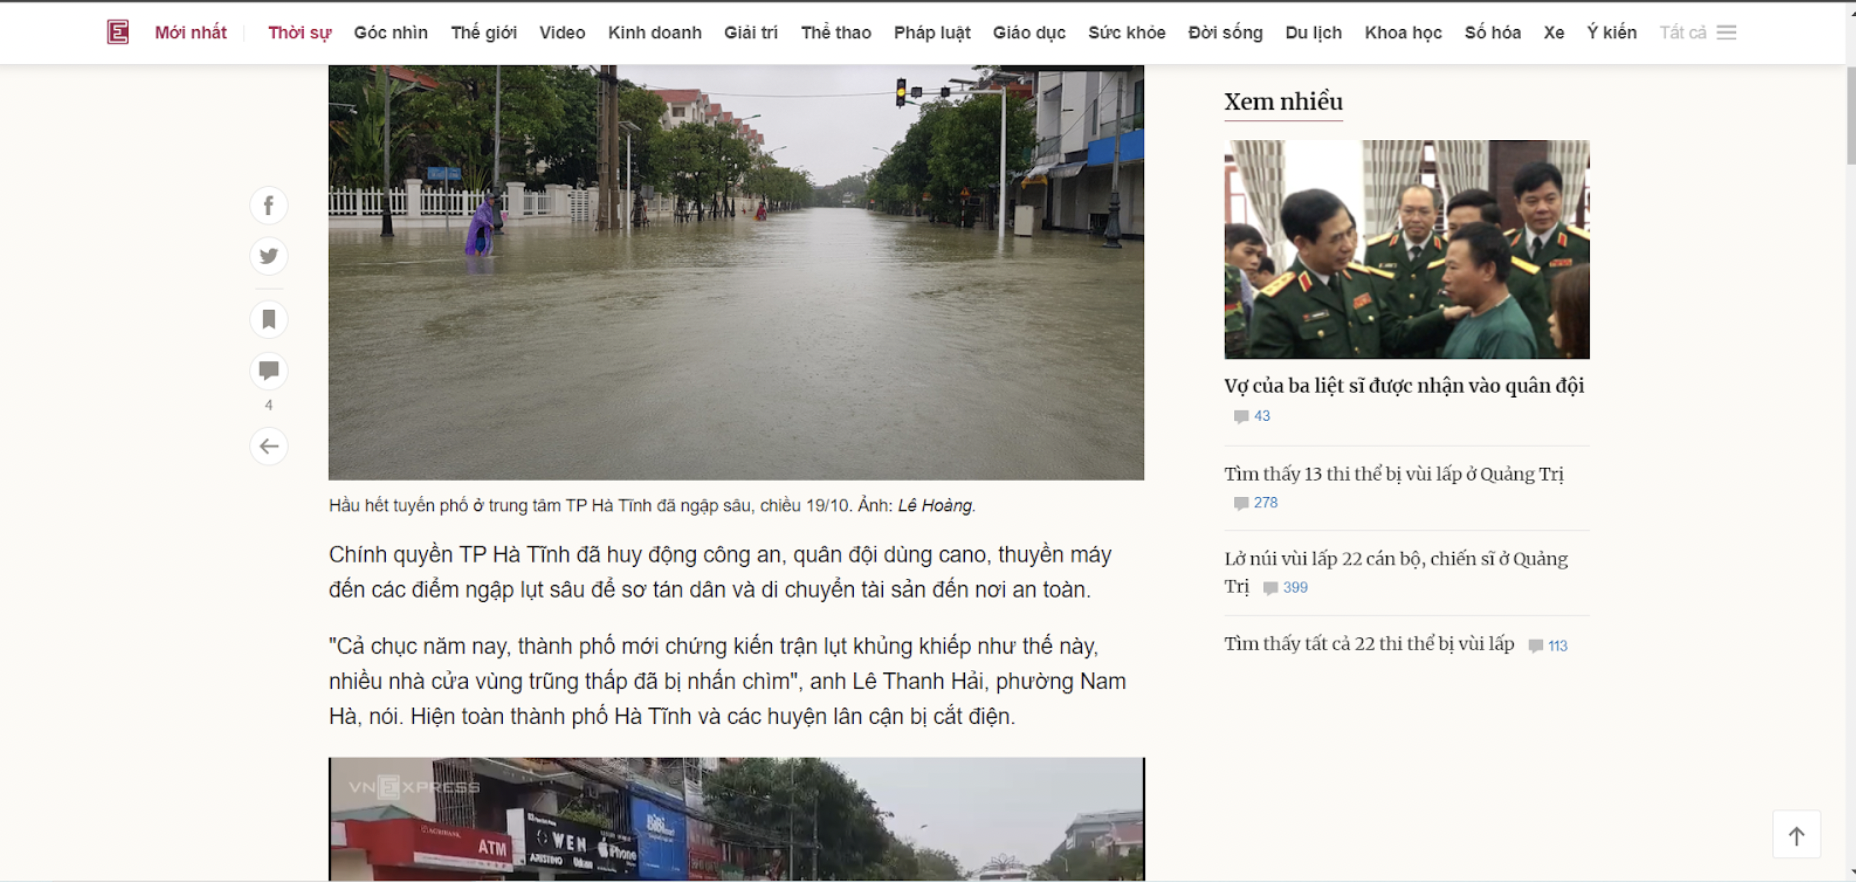 E Mới nhất Thời sự Góc nhìn Thế giới Video Kinh doanh Giải trí Thể thao Pháp luật Giáo dục Sức khỏe Đời sống Du lịch Khoa học Số hóa Xe Ý kiến Tất cả
4
Hầu hết tuyến phố ở trung tâm TP Hà Tĩnh đã ngập sâu, chiều 19/10. Ảnh: Lê Hoàng.
Chính quyền TP Hà Tĩnh đã huy động công an, quân đội dùng cano, thuyền máy
đến các điểm ngập lụt sâu để sơ tán dân và di chuyển tài sản đến nơi an toàn.
"Cả chục năm nay, thành phố mới chứng kiến trận lụt khủng khiếp như thế này,
nhiều nhà cửa vùng trũng thấp đã bị nhấn chìm", anh Lê Thanh Hải, phường Nam
Hà, nói. Hiện toàn thành phố Hà Tĩnh và các huyện lân cận bị cắt điện.
VNEXPRESS
AGRIBANK
ATM
OWEN
ARISTINO
iPhone
BiBi
Xem nhiều
Vợ của ba liệt sĩ được nhận vào quân đội
43
Tìm thấy 13 thi thể bị vùi lấp ở Quảng Trị
278
Lở núi vùi lấp 22 cán bộ, chiến sĩ ở Quảng
Trị 399
Tìm thấy tất cả 22 thi thể bị vùi lấp 113